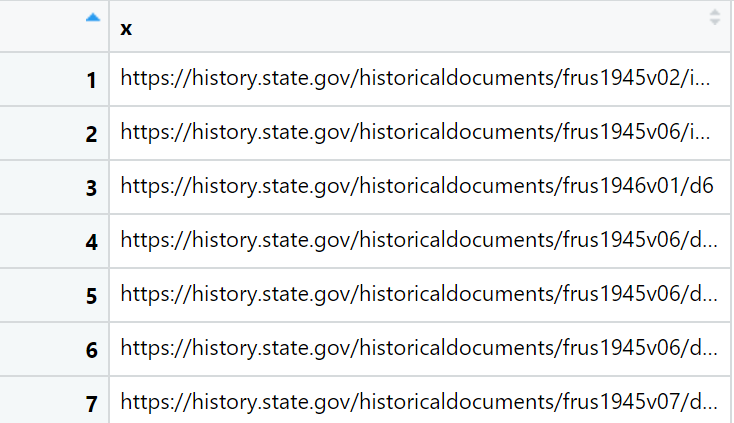 x
1 https://history.state.gov/historicaldocuments/frus1945v02/i...
2 https://history.state.gov/historicaldocuments/frus1945v06/i...
3 https://history.state.gov/historicaldocuments/frus1946v01/d6
4 https://history.state.gov/historicaldocuments/frus1945v06/d...
5 https://history.state.gov/historicaldocuments/frus1945v06/d...
6 https://history.state.gov/historicaldocuments/frus1945v06/d...
7 https://history.state.gov/historicaldocuments/frus1945v07/d...